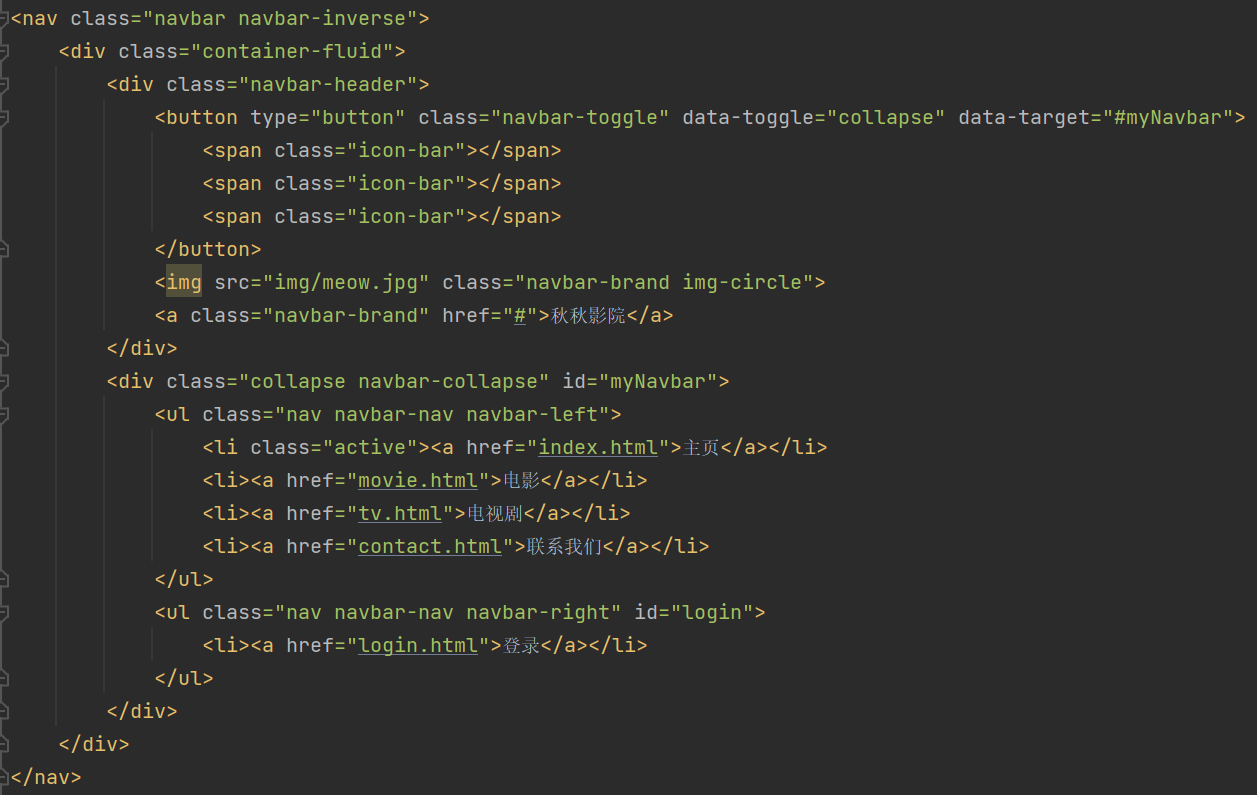 <nav class="navbar navbar-inverse">
    <div class="container-fluid">
        <div class="navbar-header">
            <button type="button" class="navbar-toggle" data-toggle="collapse" data-target="#myNavbar">
                <span class="icon-bar"></span>
                <span class="icon-bar"></span>
                <span class="icon-bar"></span>
            </button>
            <img src="img/meow.jpg" class="navbar-brand img-circle">
            <a class="navbar-brand" href="#">秋秋影院</a>
        </div>
        <div class="collapse navbar-collapse" id="myNavbar">
            <ul class="nav navbar-nav navbar-left">
                <li class="active"><a href="index.html">主页</a></li>
                <li><a href="movie.html">电影</a></li>
                <li><a href="tv.html">电视剧</a></li>
                <li><a href="contact.html">联系我们</a></li>
            </ul>
            <ul class="nav navbar-nav navbar-right" id="login">
                <li><a href="login.html">登录</a></li>
            </ul>
        </div>
    </div>
</nav>